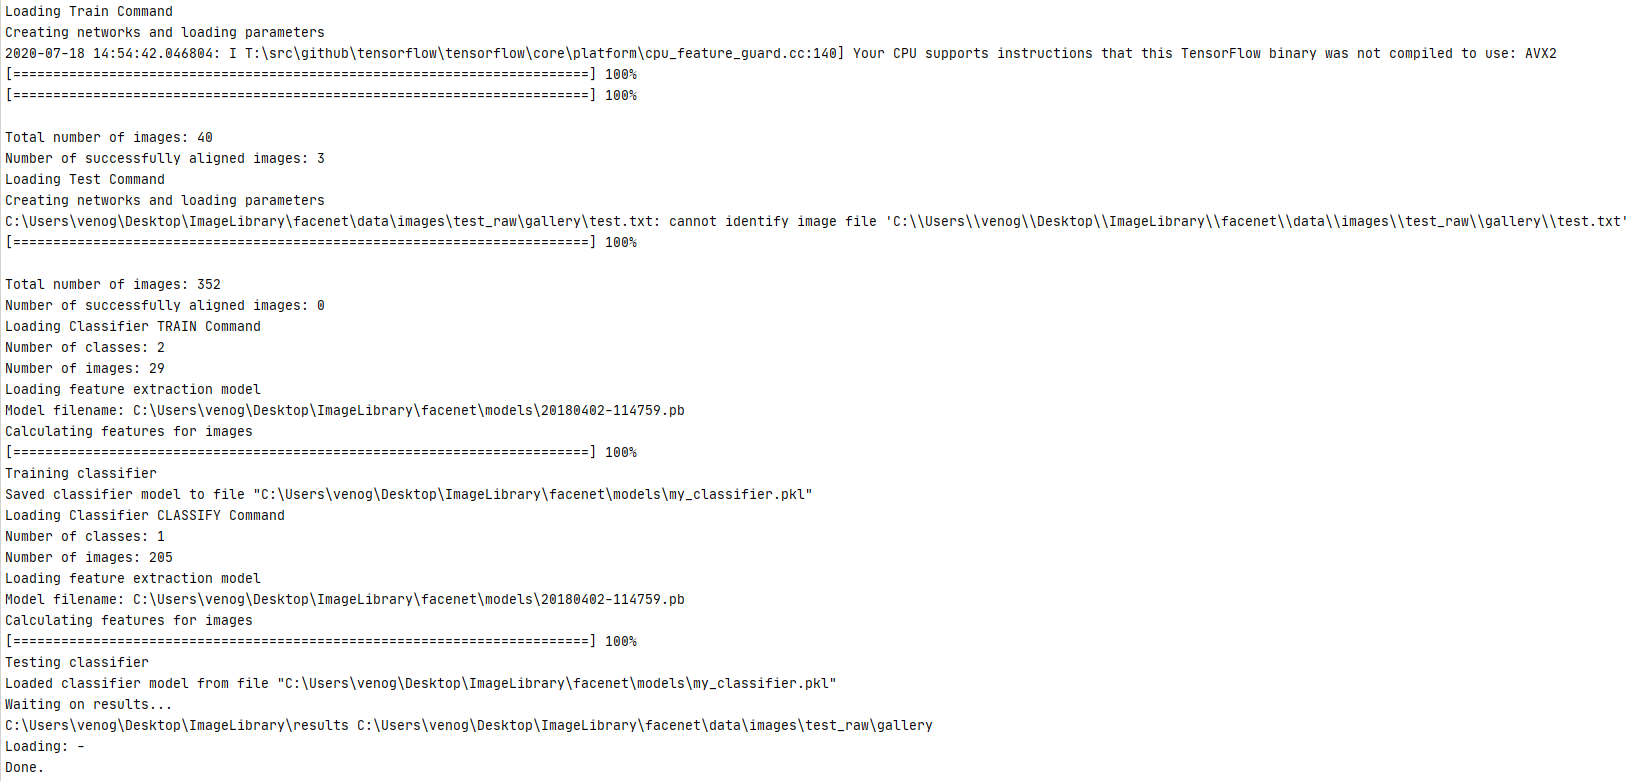 Loading Train Command
Creating networks and loading parameters
2020-07-18 14:54:42.046804: I T:\src\github\tensorflow\tensorflow\core\platform\cpu_feature_guard.cc:140] Your CPU supports instructions that this TensorFlow binary was not compiled to use: AVX2
[========================================================================] 100%
[========================================================================] 100%
Total number of images: 40
Number of successfully aligned images: 3
Loading Test Command
Creating networks and loading parameters
C:\Users\venog\Desktop\ImageLibrary\facenet\data\images\test_raw\gallery\test.txt: cannot identify image file 'C:\\Users\\venog\\Desktop\\ImageLibrary\\facenet\\data\\images\\test_raw\\gallery\\test.txt'
[========================================================================] 100%
Total number of images: 352
Number of successfully aligned images: 0
Loading Classifier TRAIN Command
Number of classes: 2
Number of images: 29
Loading feature extraction model
Model filename: C:\Users\venog\Desktop\ImageLibrary\facenet\models\20180402-114759.pb
Calculating features for images
[========================================================================] 100%
Training classifier
Saved classifier model to file "C:\Users\venog\Desktop\ImageLibrary\facenet\models\my_classifier.pkl"
Loading Classifier CLASSIFY Command
Number of classes: 1
Number of images: 205
Loading feature extraction model
Model filename: C:\Users\venog\Desktop\ImageLibrary\facenet\models\20180402-114759.pb
Calculating features for images
[========================================================================] 100%
Testing classifier
Loaded classifier model from file "C:\Users\venog\Desktop\ImageLibrary\facenet\models\my_classifier.pkl"
Waiting on results...
C:\Users\venog\Desktop\ImageLibrary\results C:\Users\venog\Desktop\ImageLibrary\facenet\data\images\test_raw\gallery
Loading: -
Done.